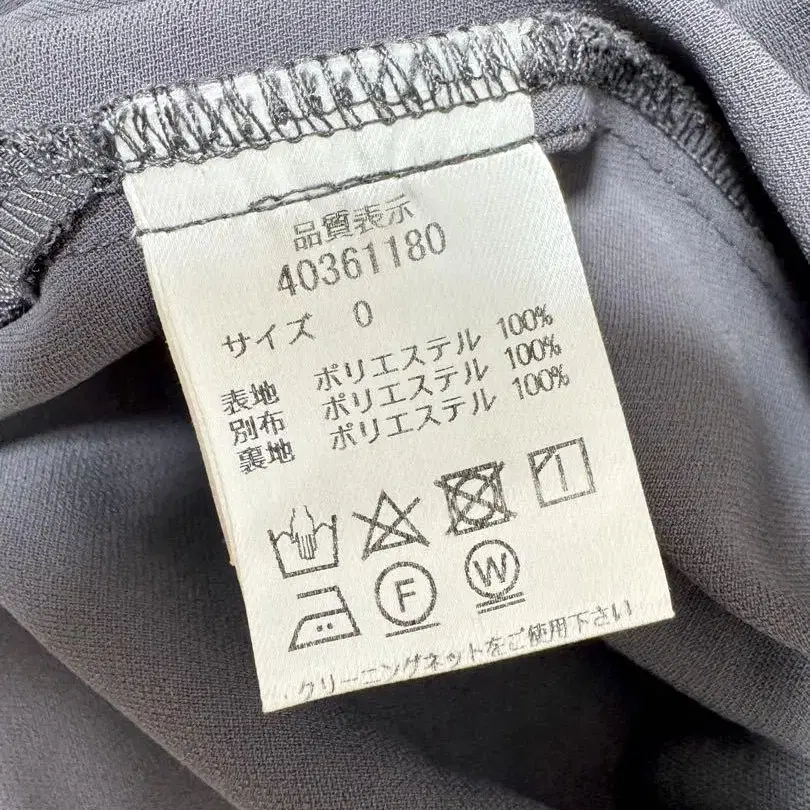 品質表示
40361180
サイズ 0
表地 ポリエステル 100%
別布 ポリエステル 100%
裏地 ポリエステル 100%
F W
クリーニングネットをご使用下さい